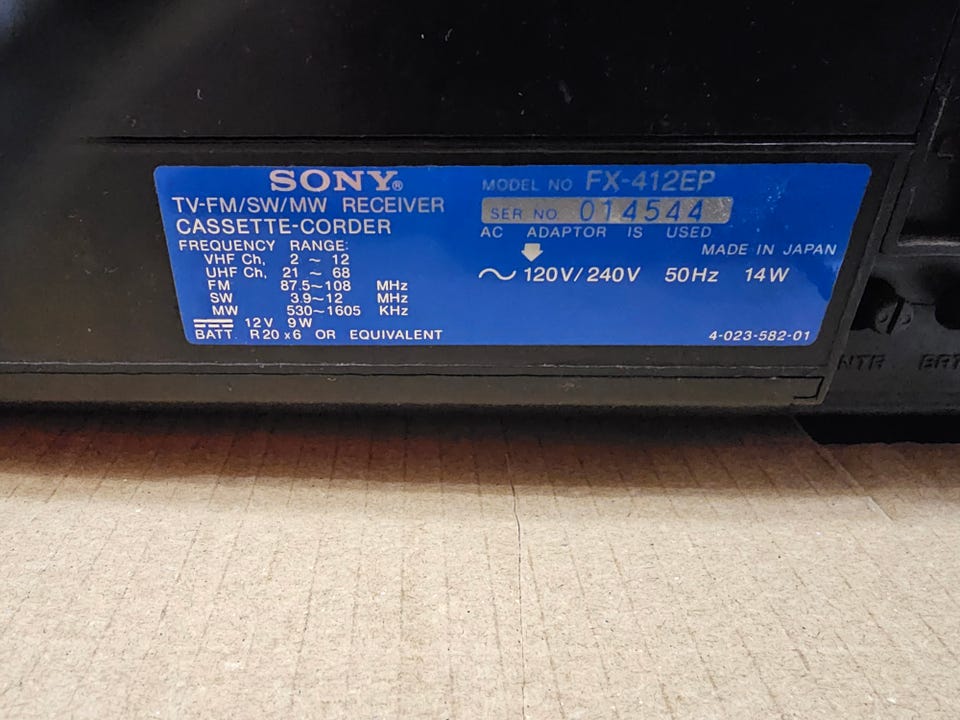 SONY®
TV-FM/SW/MW RECEIVER
CASSETTE-CORDER
FREQUENCY RANGE:
VHF Ch, 2 ~ 12
UHF Ch, 21 ~ 68
FM 87.5~108 MHz
SW 3.9~12 MHz
MW 530~1605 KHz
12V 9W
BATT. R20 x6 OR EQUIVALENT
MODEL NO FX-412EP
SER NO. 014544
AC ADAPTOR IS USED
MADE IN JAPAN
~ 120V/240V 50Hz 14W
4-023-582-01